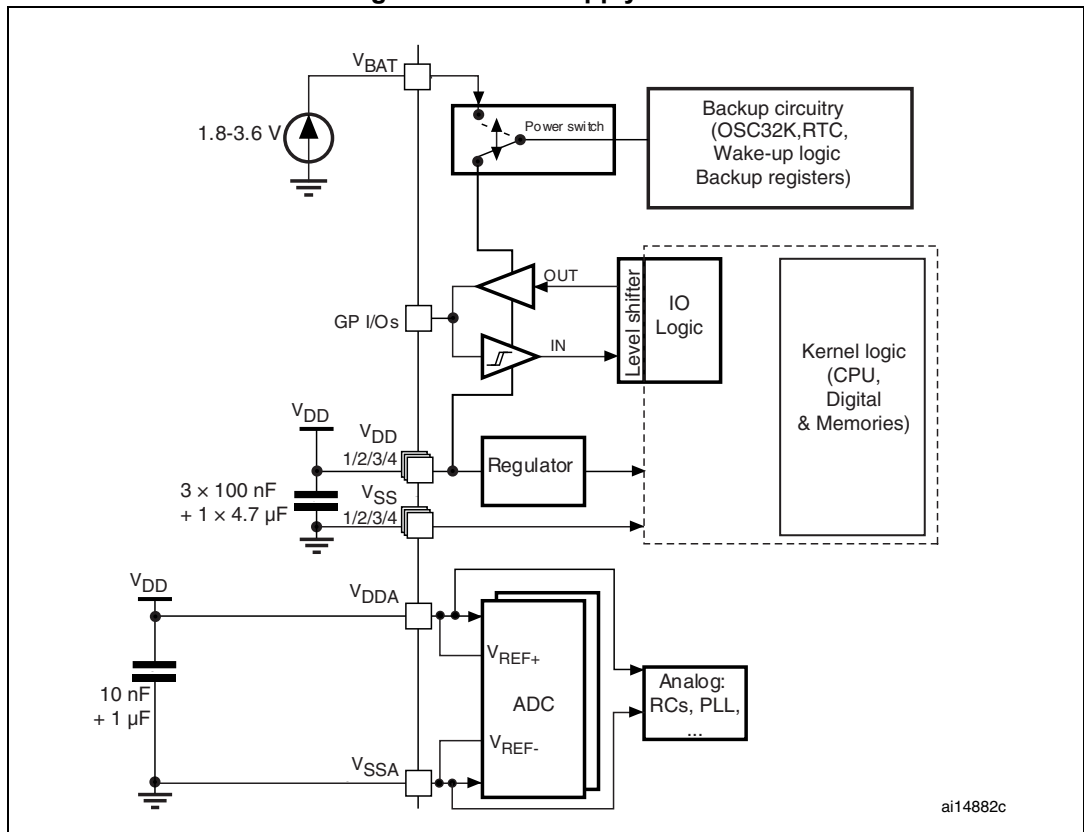 VBAT
1.8-3.6 V
Power switch
Backup circuitry
(OSC32K,RTC,
Wake-up logic
Backup registers)
OUT
GP I/Os
IN
Level shifter
IO
Logic
Kernel logic
(CPU,
Digital
& Memories)
VDD
VDD
1/2/3/4
Regulator
3 × 100 nF
+ 1 × 4.7 µF
VSS
1/2/3/4
VDD
VDDA
VREF+
ADC
VREF-
10 nF
+ 1 µF
Analog:
RCs, PLL,
...
VSSA
ai14882c